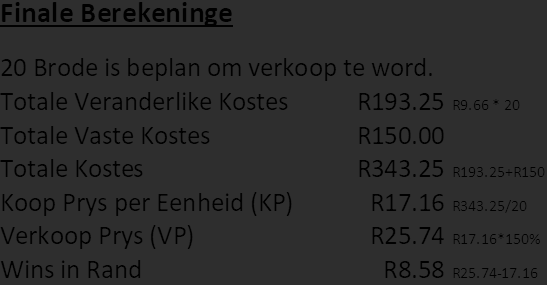 Finale Berekeninge
20 Brode is beplan om verkoop te word.
Totale Veranderlike Kostes R193.25 R9.66 * 20
Totale Vaste Kostes R150.00
Totale Kostes R343.25 R193.25+R150
Koop Prys per Eenheid (KP) R17.16 R343.25/20
Verkoop Prys (VP) R25.74 R17.16*150%
Wins in Rand R8.58 R25.74-17.16